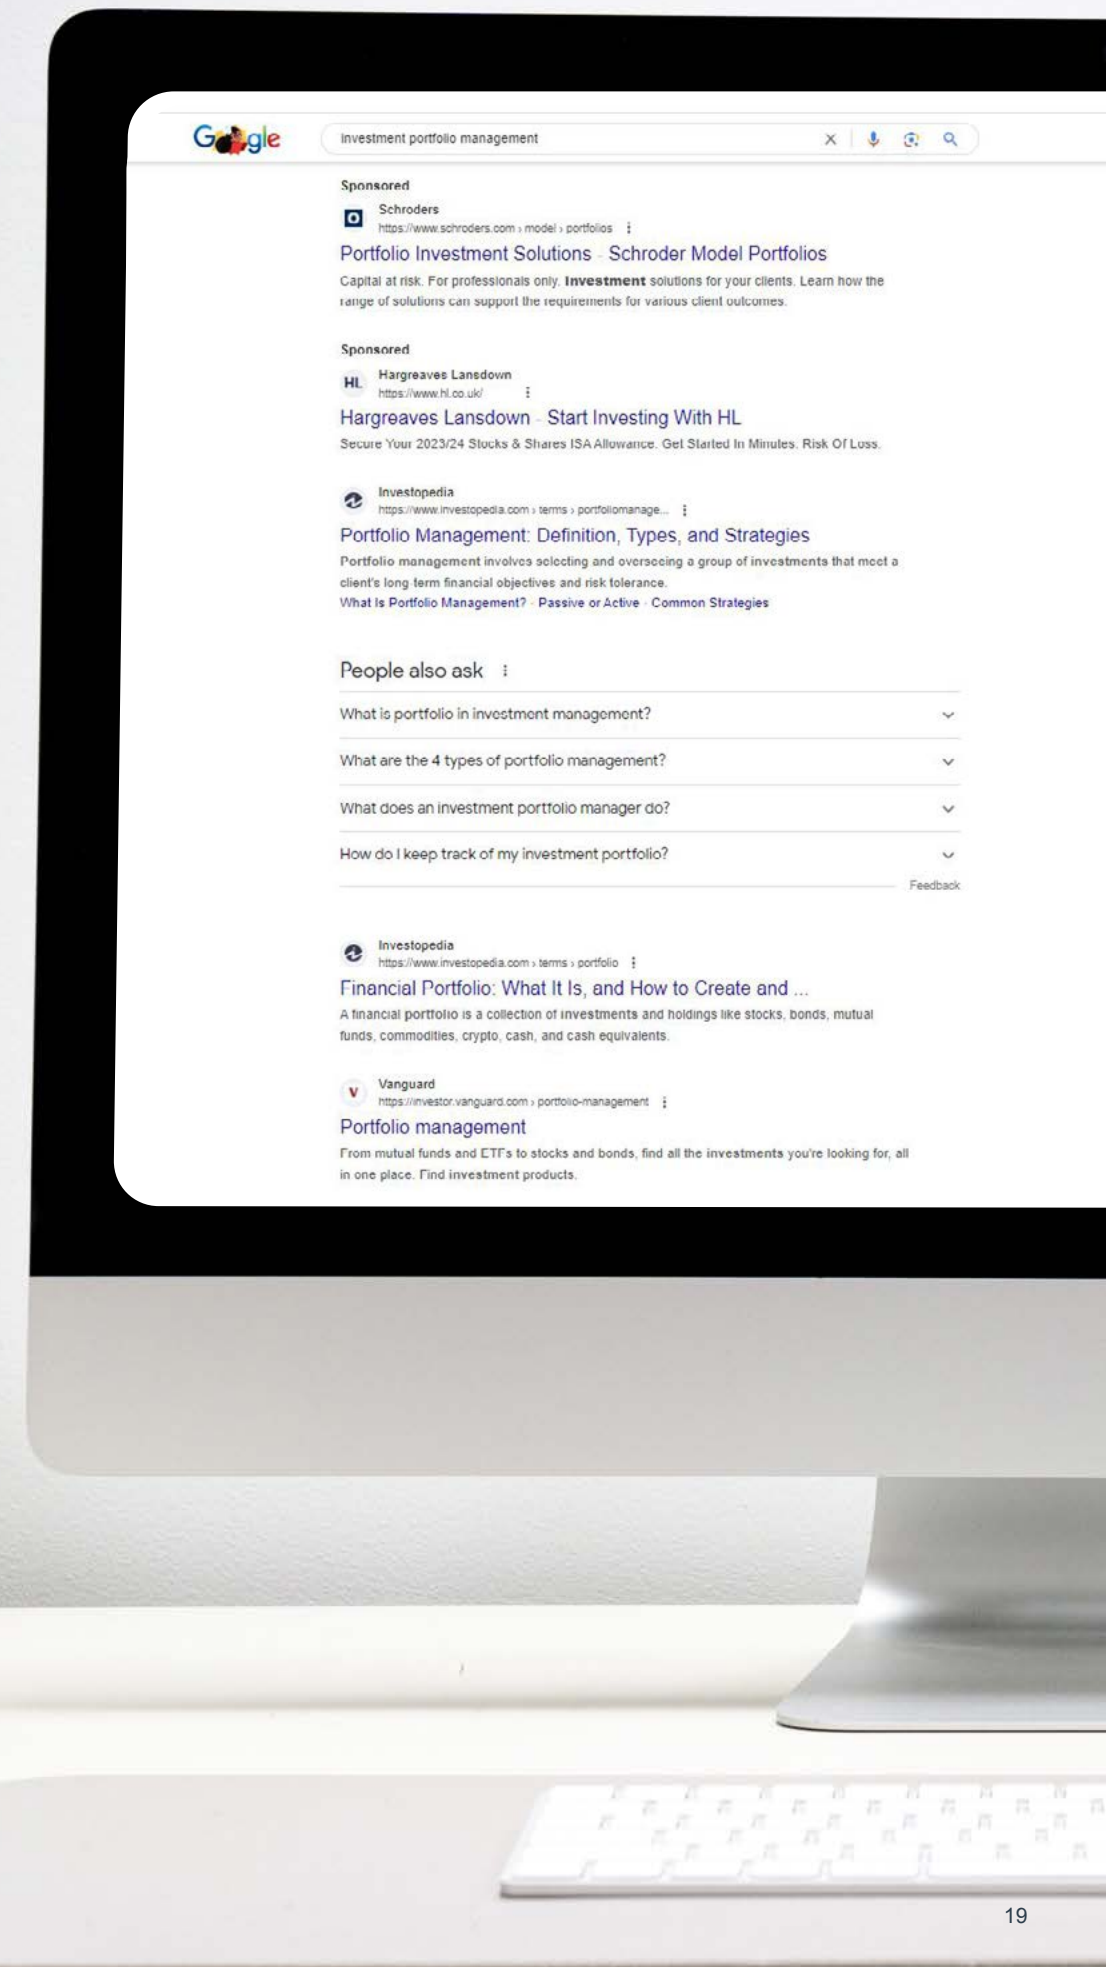 Google
investment portfolio management
Sponsored
Schroders
https://www.schroders.com › model › portfolios
Portfolio Investment Solutions - Schroder Model Portfolios
Capital at risk. For professionals only. Investment solutions for your clients. Learn how the
range of solutions can support the requirements for various client outcomes.
Sponsored
HL
Hargreaves Lansdown
https://www.hl.co.uk/
Hargreaves Lansdown - Start Investing With HL
Secure Your 2023/24 Stocks & Shares ISA Allowance. Get Started In Minutes. Risk Of Loss.
Investopedia
https://www.investopedia.com › terms › portfoliomanage...
Portfolio Management: Definition, Types, and Strategies
Portfolio management involves selecting and overseeing a group of investments that meet a
client's long-term financial objectives and risk tolerance.
What Is Portfolio Management? · Passive or Active · Common Strategies
People also ask
What is portfolio in investment management?
What are the 4 types of portfolio management?
What does an investment portfolio manager do?
How do I keep track of my investment portfolio?
Feedback
Investopedia
https://www.investopedia.com › terms › portfolio
Financial Portfolio: What It Is, and How to Create and ...
A financial portfolio is a collection of investments and holdings like stocks, bonds, mutual
funds, commodities, crypto, cash, and cash equivalents.
V
Vanguard
https://investor.vanguard.com › portfolio-management
Portfolio management
From mutual funds and ETFs to stocks and bonds, find all the investments you're looking for, all
in one place. Find investment products.
19